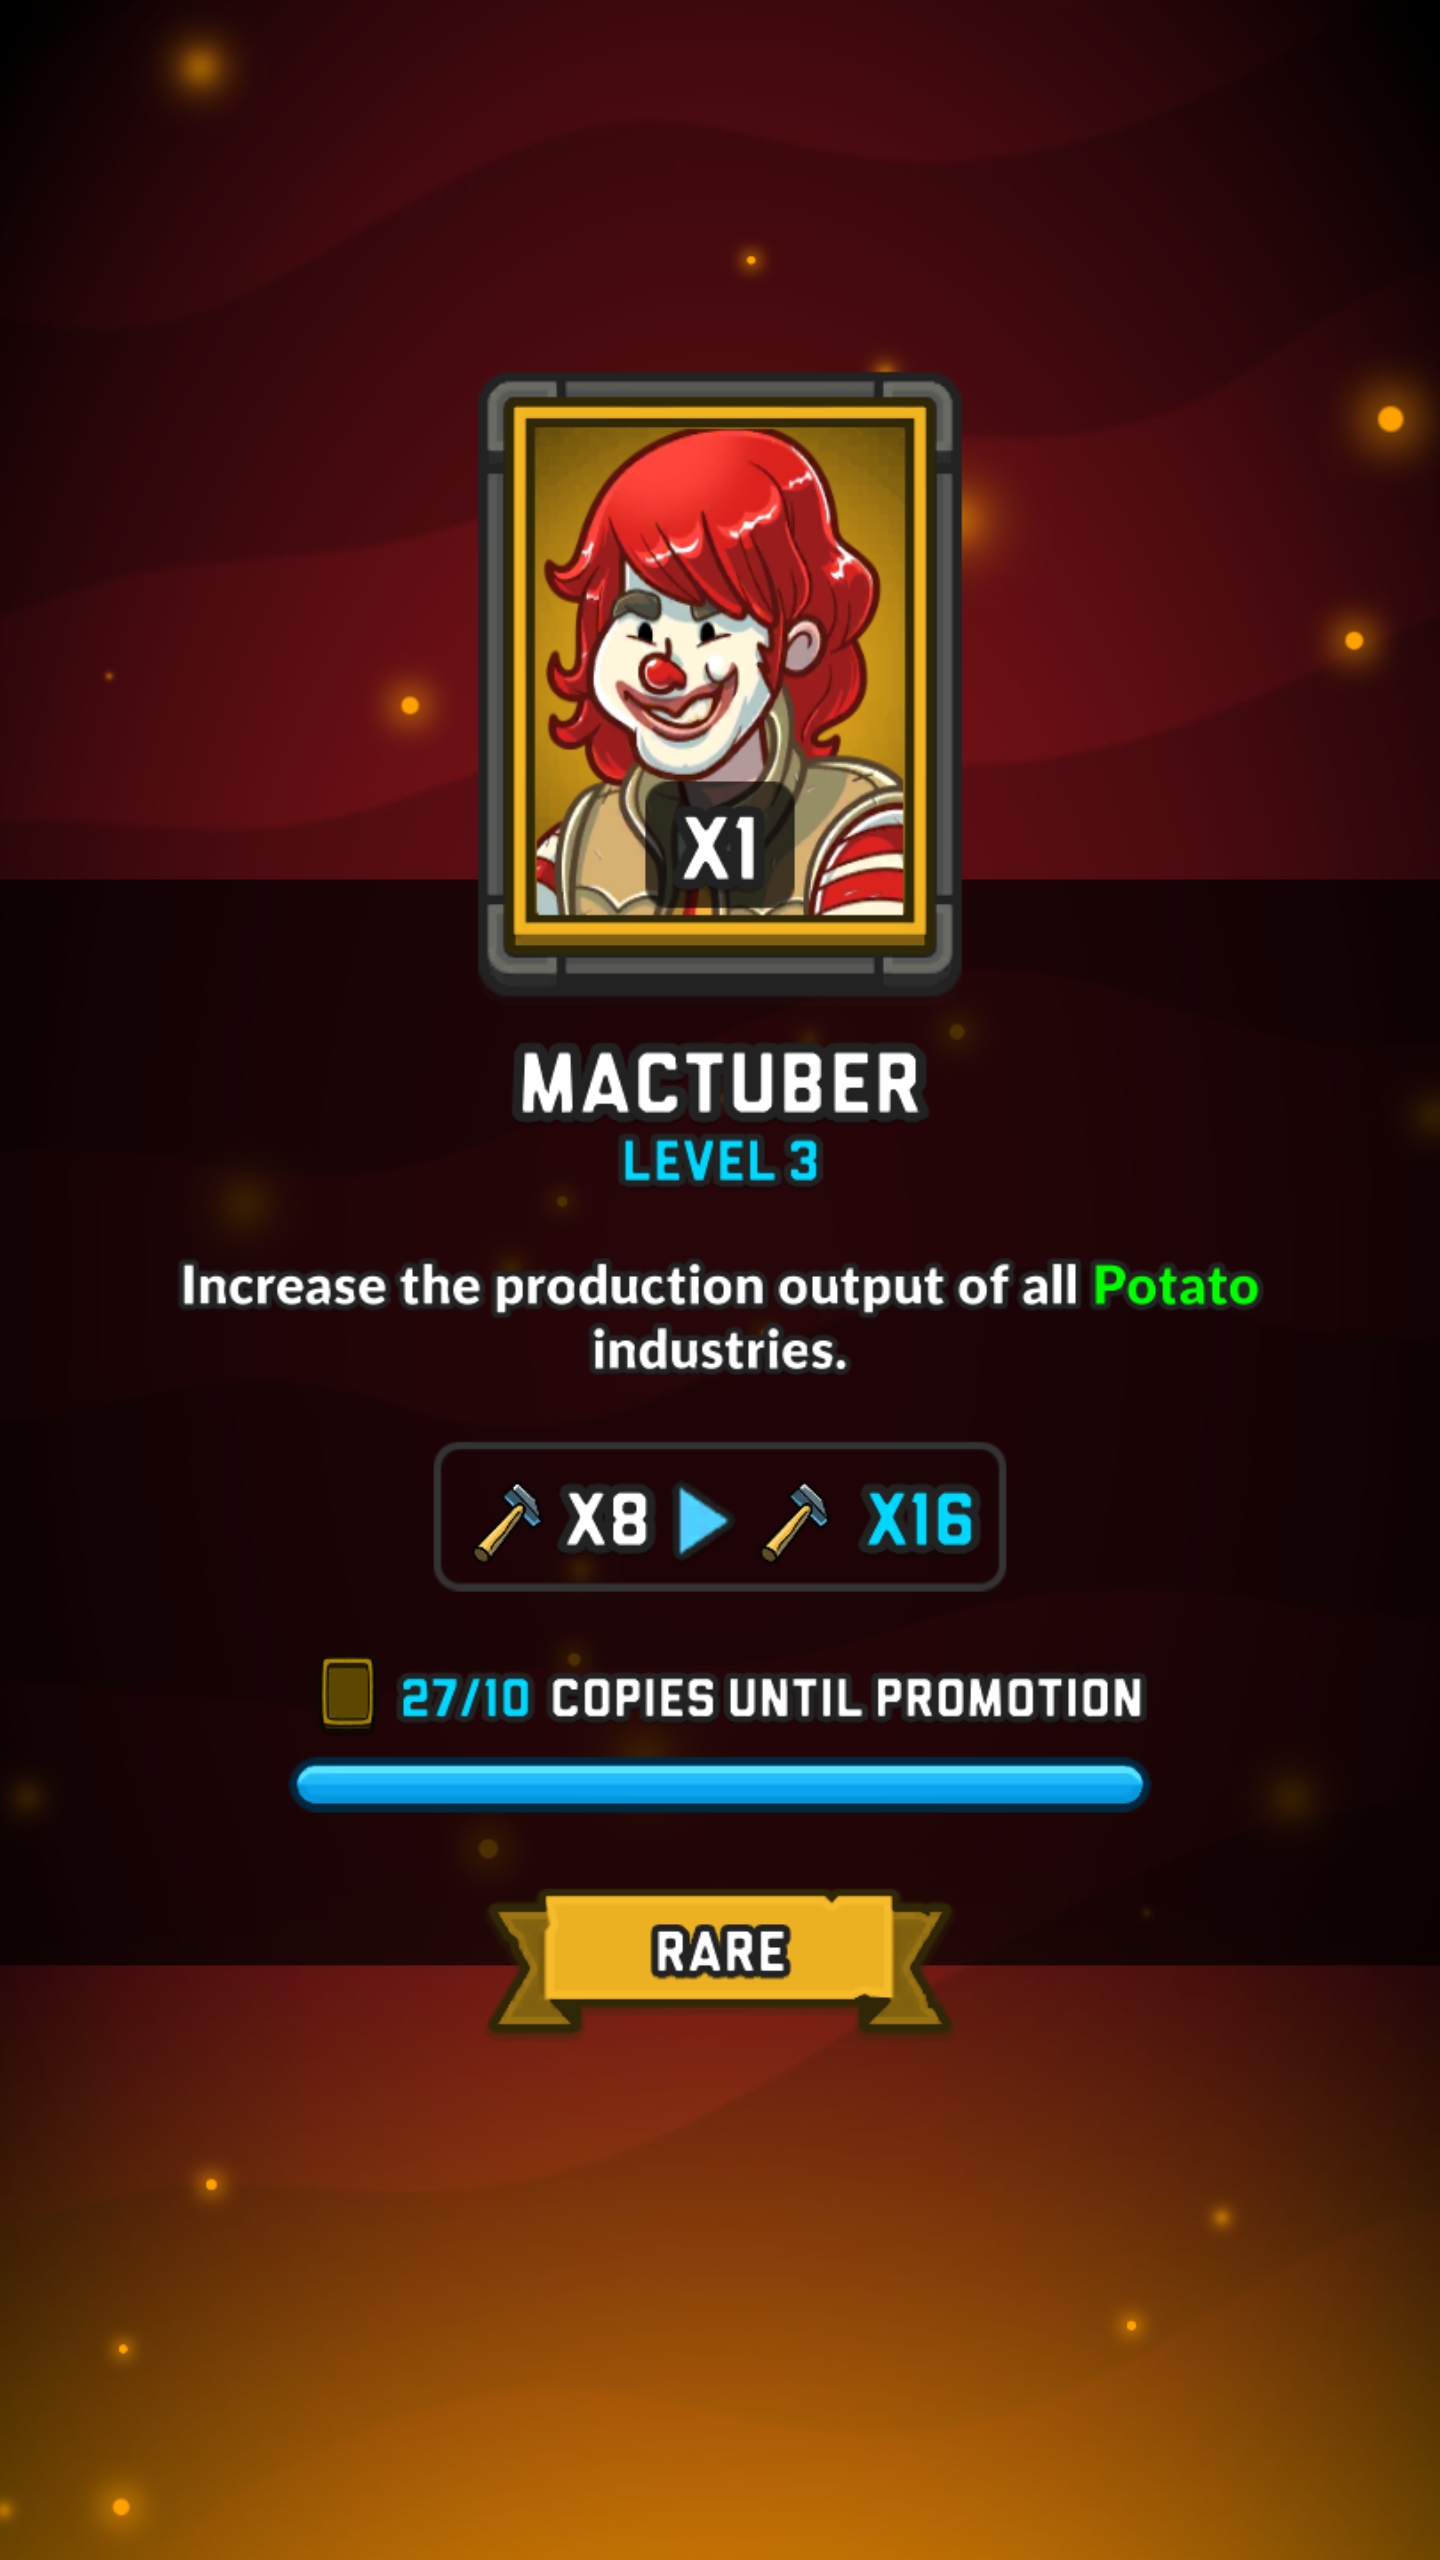 X1
MACTUBER
LEVEL 3
Increase the production output of all Potato
industries.
X8 X16
27/10 COPIES UNTIL PROMOTION
RARE